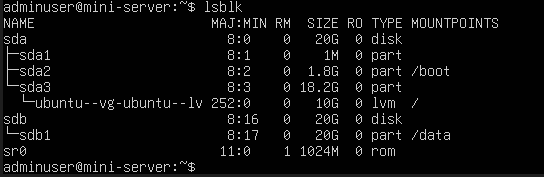 adminuser@mini-server:~$ lsblk
NAME                      MAJ:MIN RM  SIZE RO TYPE MOUNTPOINTS
sda                         8:0    0   20G  0 disk
├─sda1                      8:1    0    1M  0 part
├─sda2                      8:2    0  1.8G  0 part /boot
└─sda3                      8:3    0 18.2G  0 part
  └─ubuntu--vg-ubuntu--lv 252:0    0   10G  0 lvm  /
sdb                         8:16   0   20G  0 disk
└─sdb1                      8:17   0   20G  0 part /data
sr0                        11:0    1 1024M  0 rom
adminuser@mini-server:~$